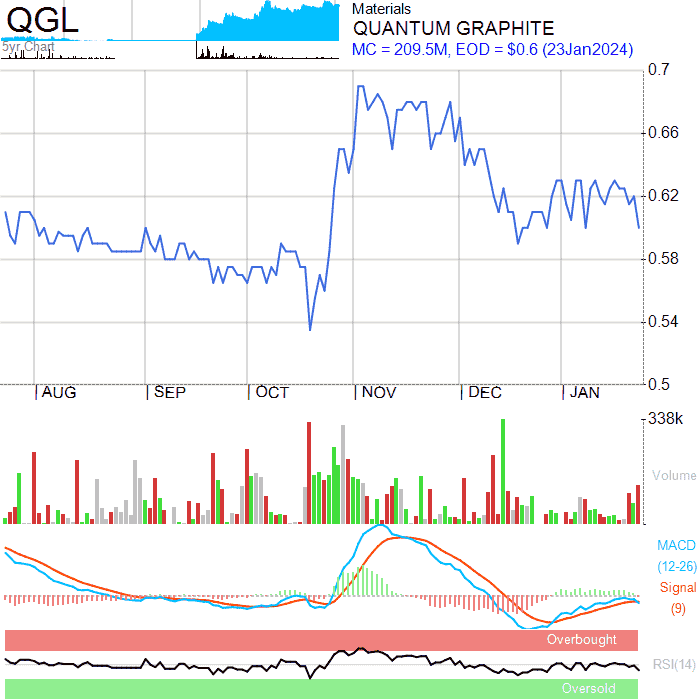 QGL
5yr Chart
Materials
QUANTUM GRAPHITE
MC = 209.5M, EOD = $0.6 (23Jan2024)
0.7
0.66
0.62
0.58
0.54
0.5
AUG SEP OCT NOV DEC JAN
338k
Volume
MACD
(12-26)
Signal
(9)
Overbought
RSI(14)
Oversold